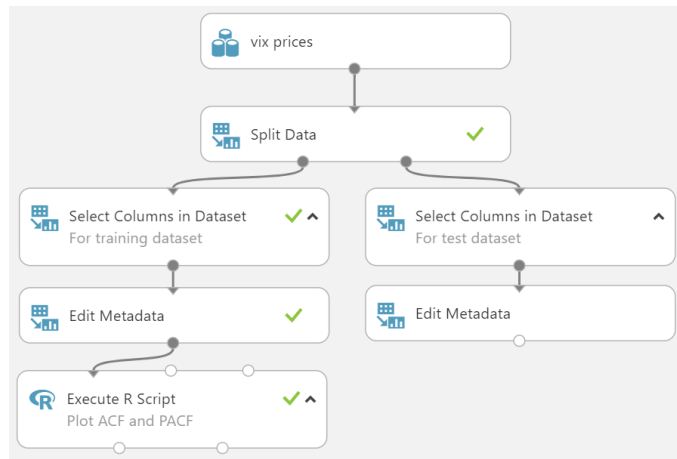 vix prices
Split Data
Select Columns in Dataset
For training dataset
Select Columns in Dataset
For test dataset
Edit Metadata
Edit Metadata
R
Execute R Script
Plot ACF and PACF